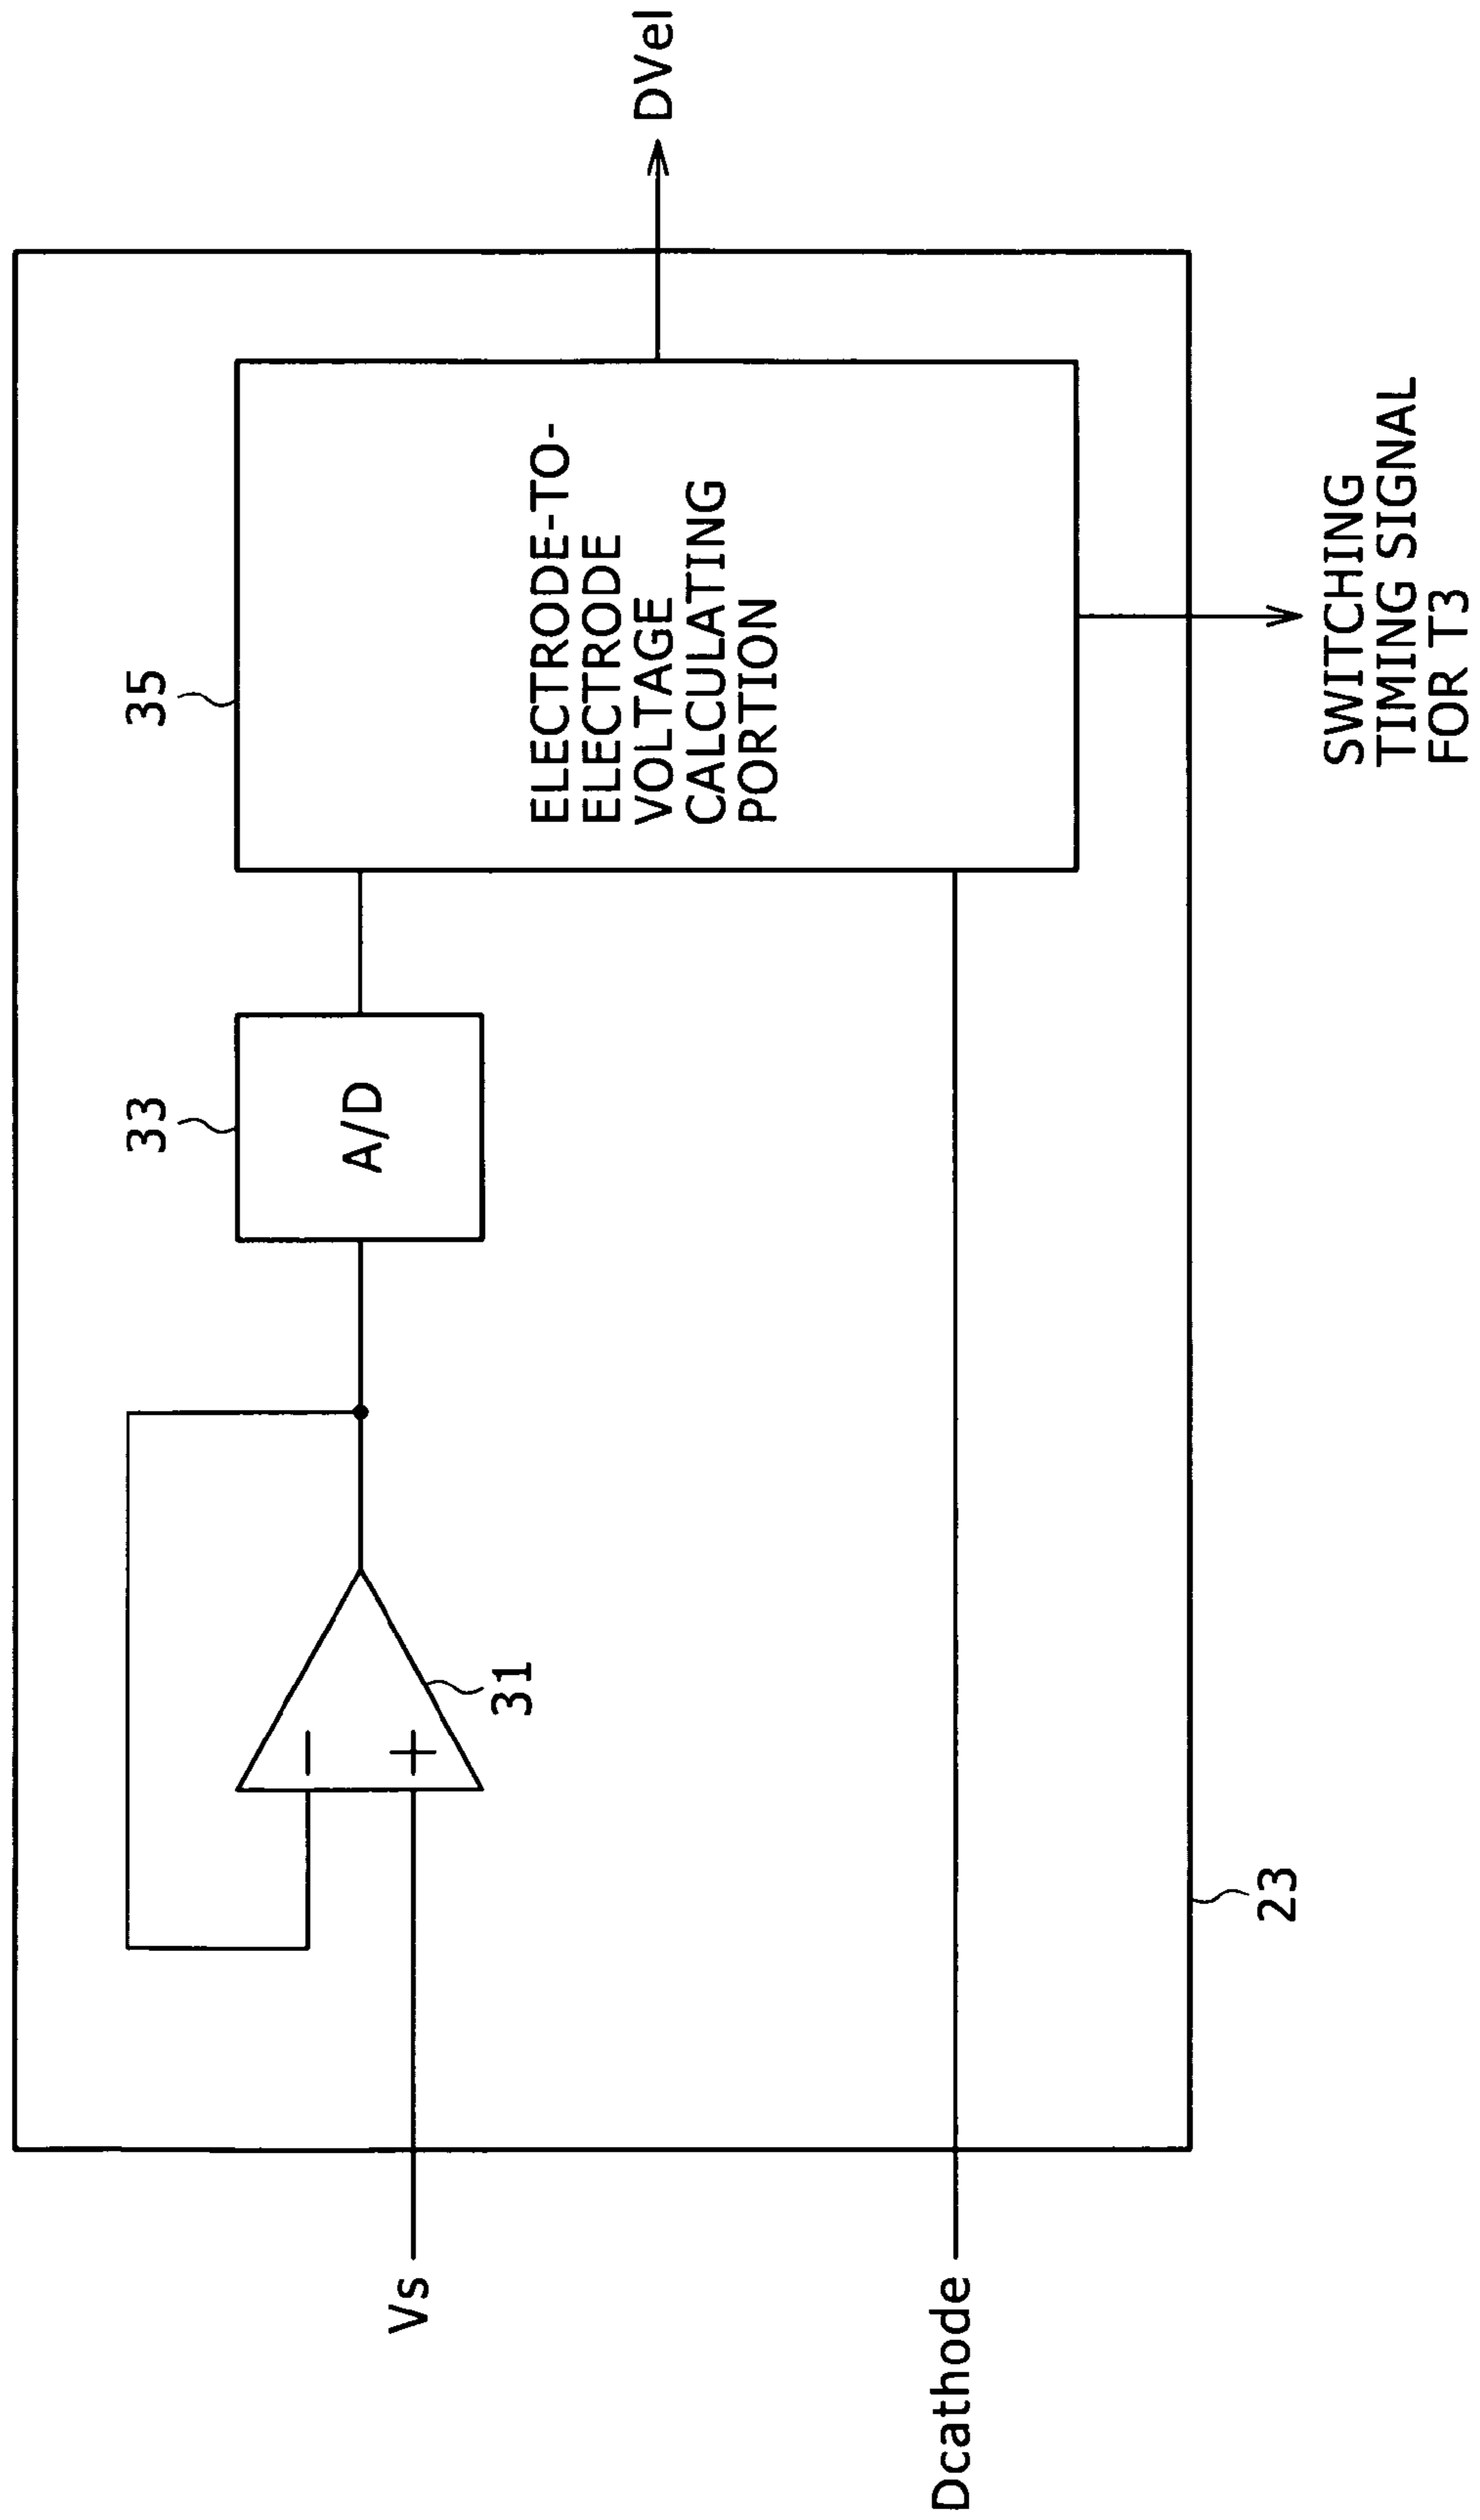 35
33
A/D
ELECTRODE-TO-
ELECTRODE
VOLTAGE
CALCULATING
PORTION
DVel
−
+
31
Vs
Dcathode
23
SWITCHING
TIMING SIGNAL
FOR T3